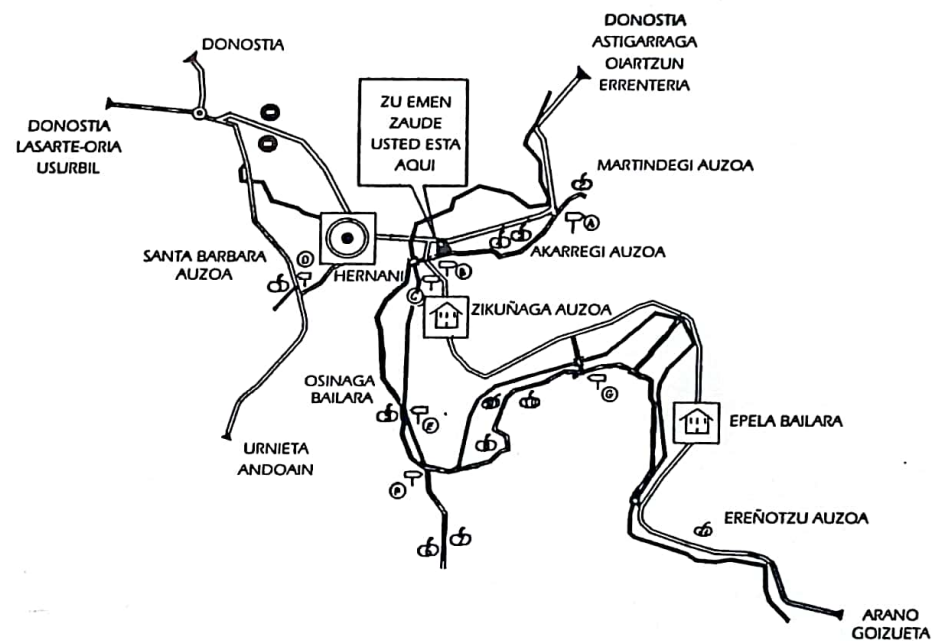 DONOSTIA
DONOSTIA
ASTIGARRAGA
OIARTZUN
ERRENTERIA
DONOSTIA
LASARTE-ORIA
USURBIL
ZU EMEN
ZAUDE
USTED ESTA
AQUI
MARTINDEGI AUZOA
A
SANTA BARBARA
AUZOA
D
HERNANI
B
AKARREGI AUZOA
C
ZIKUÑAGA AUZOA
OSINAGA
BAILARA
E
G
EPELA BAILARA
URNIETA
ANDOAIN
EREÑOTZU AUZOA
ARANO
GOIZUETA